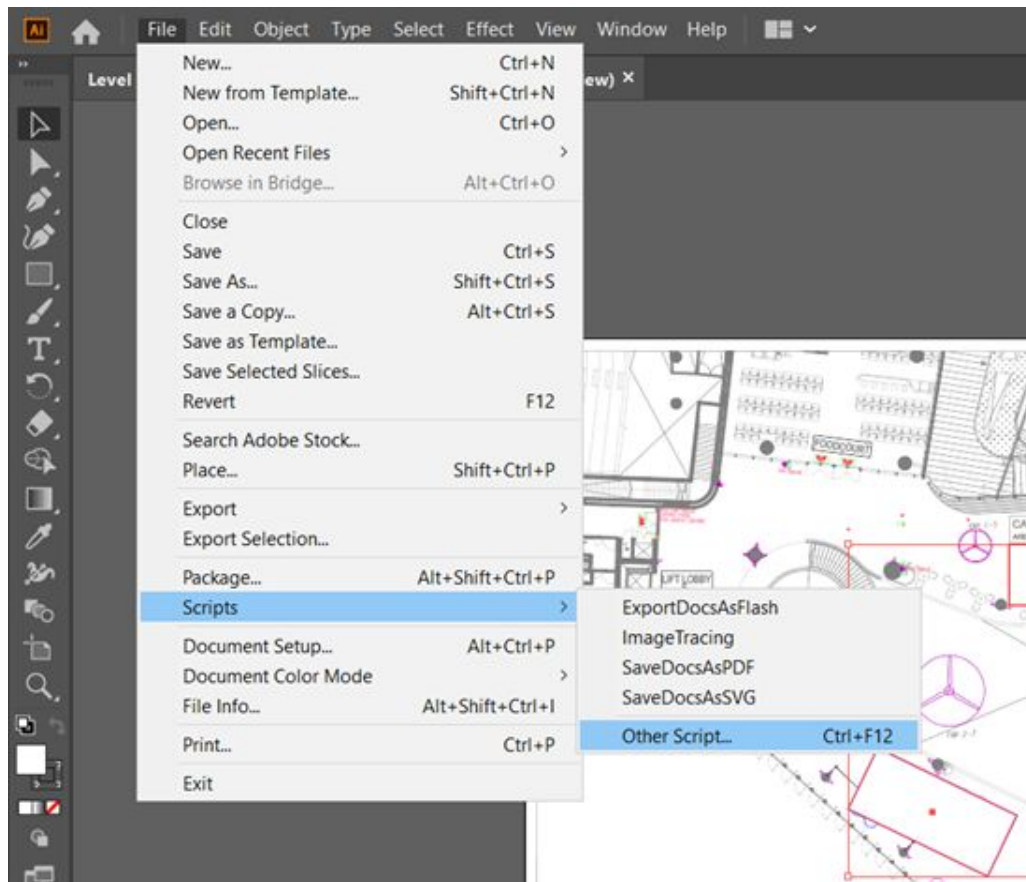 Ai File Edit Object Type Select Effect View Window Help
Level
ew) ×
New... Ctrl+N
New from Template... Shift+Ctrl+N
Open... Ctrl+O
Open Recent Files >
Browse in Bridge... Alt+Ctrl+O
Close
Save Ctrl+S
Save As... Shift+Ctrl+S
Save a Copy... Alt+Ctrl+S
Save as Template...
Save Selected Slices...
Revert F12
Search Adobe Stock...
Place... Shift+Ctrl+P
Export >
Export Selection...
Package... Alt+Shift+Ctrl+P
Scripts >
Document Setup... Alt+Ctrl+P
Document Color Mode >
File Info... Alt+Shift+Ctrl+I
Print... Ctrl+P
Exit
ExportDocsAsFlash
ImageTracing
SaveDocsAsPDF
SaveDocsAsSVG
Other Script... Ctrl+F12
FOODCOURT
LIFT LOBBY
CA